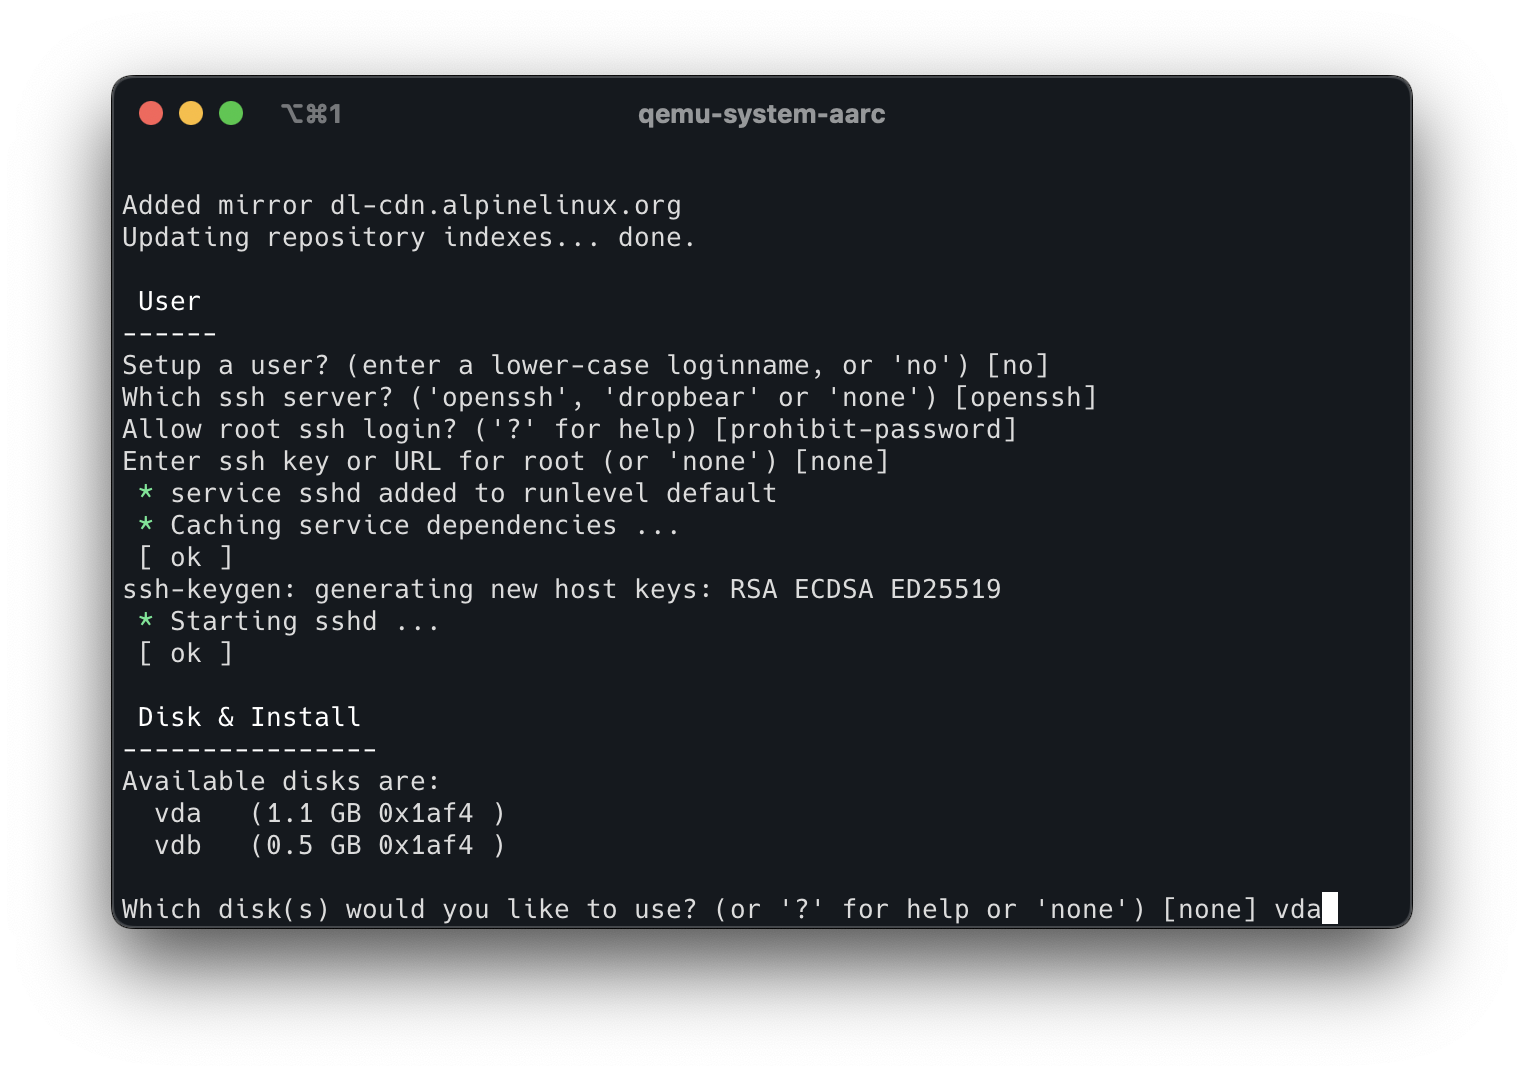 ⌥⌘1 qemu-system-aarc
Added mirror dl-cdn.alpinelinux.org
Updating repository indexes... done.
User
------
Setup a user? (enter a lower-case loginname, or 'no') [no]
Which ssh server? ('openssh', 'dropbear' or 'none') [openssh]
Allow root ssh login? ('?' for help) [prohibit-password]
Enter ssh key or URL for root (or 'none') [none]
* service sshd added to runlevel default
* Caching service dependencies ...
[ ok ]
ssh-keygen: generating new host keys: RSA ECDSA ED25519
* Starting sshd ...
[ ok ]
Disk & Install
----------------
Available disks are:
vda   (1.1 GB 0x1af4 )
vdb   (0.5 GB 0x1af4 )
Which disk(s) would you like to use? (or '?' for help or 'none') [none] vda